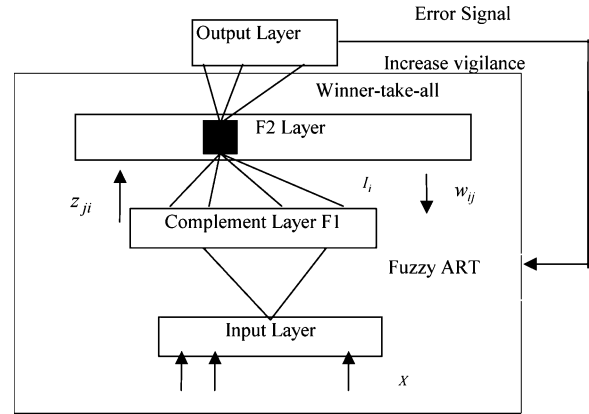 Error Signal
Output Layer
Increase vigilance
Winner-take-all
F2 Layer
I_i
z_ji
w_ij
Complement Layer F1
Fuzzy ART
Input Layer
X